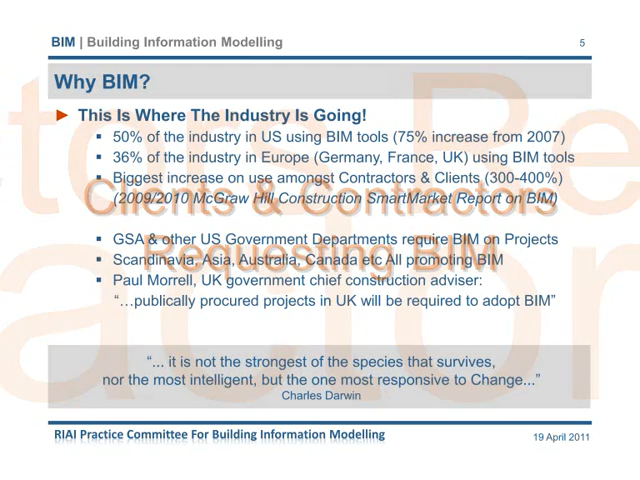 BIM | Building Information Modelling
5
Why BIM?
► This Is Where The Industry Is Going!
▪ 50% of the industry in US using BIM tools (75% increase from 2007)
▪ 36% of the industry in Europe (Germany, France, UK) using BIM tools
▪ Biggest increase on use amongst Contractors & Clients (300-400%)
(2009/2010 McGraw Hill Construction SmartMarket Report on BIM)
Clients & Contractors
▪ GSA & other US Government Departments require BIM on Projects
Requesting BIM
▪ Scandinavia, Asia, Australia, Canada etc All promoting BIM
▪ Paul Morrell, UK government chief construction adviser:
“…publically procured projects in UK will be required to adopt BIM”
“... it is not the strongest of the species that survives,
nor the most intelligent, but the one most responsive to Change...”
Charles Darwin
RIAI Practice Committee For Building Information Modelling
19 April 2011